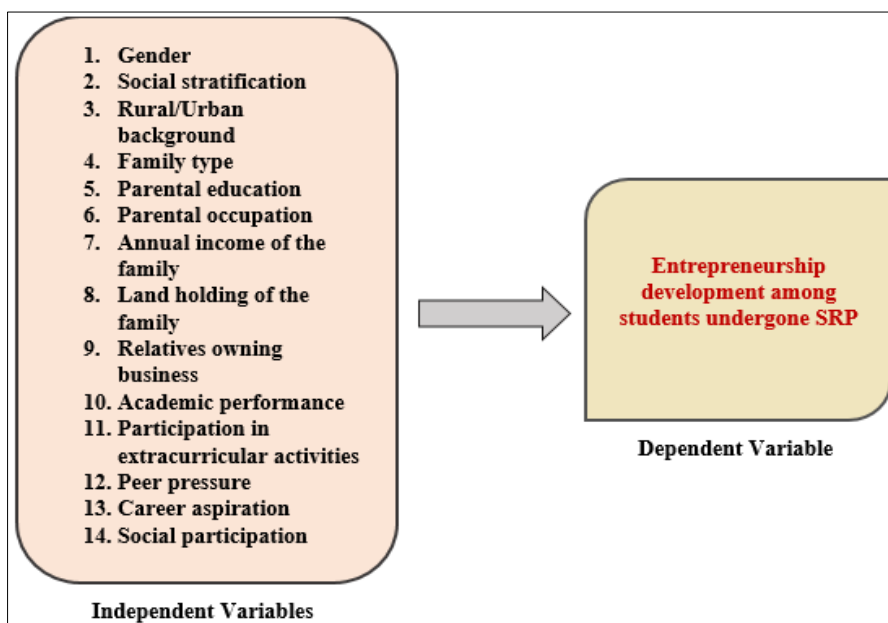 1. Gender
2. Social stratification
3. Rural/Urban
background
4. Family type
5. Parental education
6. Parental occupation
7. Annual income of the
family
8. Land holding of the
family
9. Relatives owning
business
10. Academic performance
11. Participation in
extracurricular activities
12. Peer pressure
13. Career aspiration
14. Social participation
Independent Variables
Entrepreneurship
development among
students undergone SRP
Dependent Variable